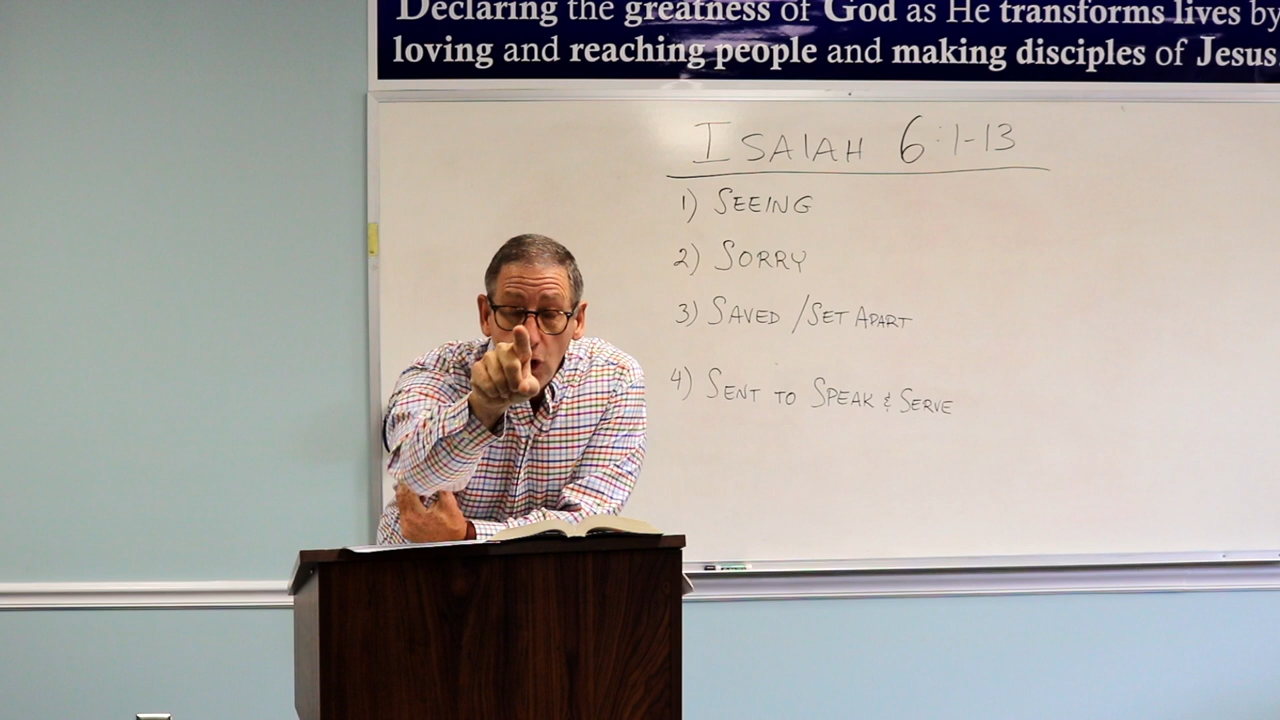 Declaring the greatness of God as He transforms lives by
loving and reaching people and making disciples of Jesus.
ISAIAH 6:1-13
1) SEEING
2) SORRY
3) SAVED /SET APART
4) SENT TO SPEAK & SERVE